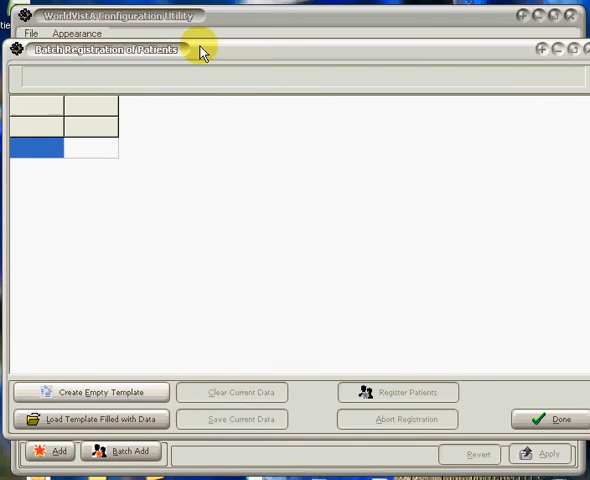 WorldVistA Configuration Utility
File Appearance
Batch Registration of Patients
Create Empty Template
Clear Current Data
Register Patients
Load Template Filled with Data
Save Current Data
Abort Registration
Done
Add
Batch Add
Revert
Apply